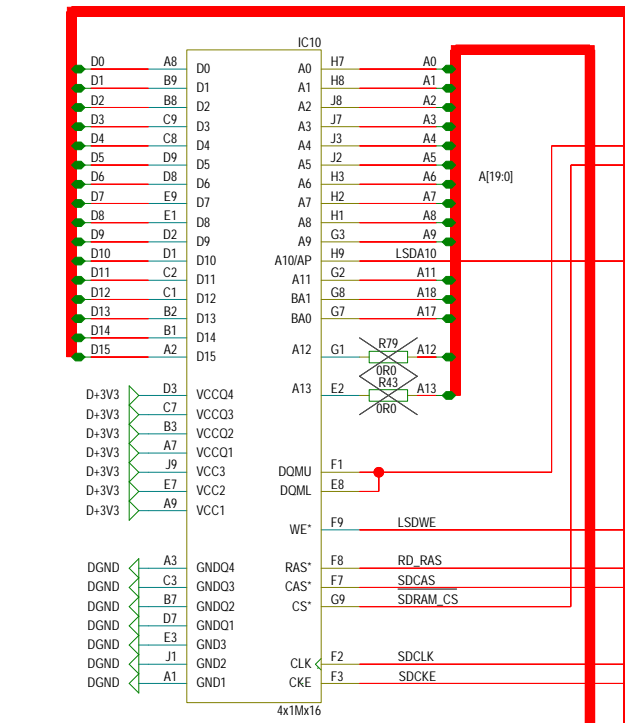 IC10
D0 A8 D0 A0 H7 A0
D1 B9 D1 A1 H8 A1
D2 B8 D2 A2 J8 A2
D3 C9 D3 A3 J7 A3
D4 C8 D4 A4 J3 A4
D5 D9 D5 A5 J2 A5
D6 D8 D6 A6 H3 A6
A[19:0]
D7 E9 D7 A7 H2 A7
D8 E1 D8 A8 H1 A8
D9 D2 D9 A9 G3 A9
D10 D1 D10 A10/AP H9 LSDA10
D11 C2 D11 A11 G2 A11
D12 C1 D12 BA1 G8 A18
D13 B2 D13 BA0 G7 A17
D14 B1 D14
R79
D15 A2 D15 A12 G1 A12
0R0
R43
D+3V3 D3 VCCQ4 A13 E2 A13
0R0
D+3V3 C7 VCCQ3
D+3V3 B3 VCCQ2
D+3V3 A7 VCCQ1
D+3V3 J9 VCC3 DQMU F1
D+3V3 E7 VCC2 DQML E8
D+3V3 A9 VCC1
WE* F9 LSDWE
DGND A3 GNDQ4 RAS* F8 RD_RAS
DGND C3 GNDQ3 CAS* F7 SDCAS
DGND B7 GNDQ2 CS* G9 SDRAM_CS
DGND D7 GNDQ1
DGND E3 GND3
DGND J1 GND2 CLK F2 SDCLK
DGND A1 GND1 CKE F3 SDCKE
4x1Mx16